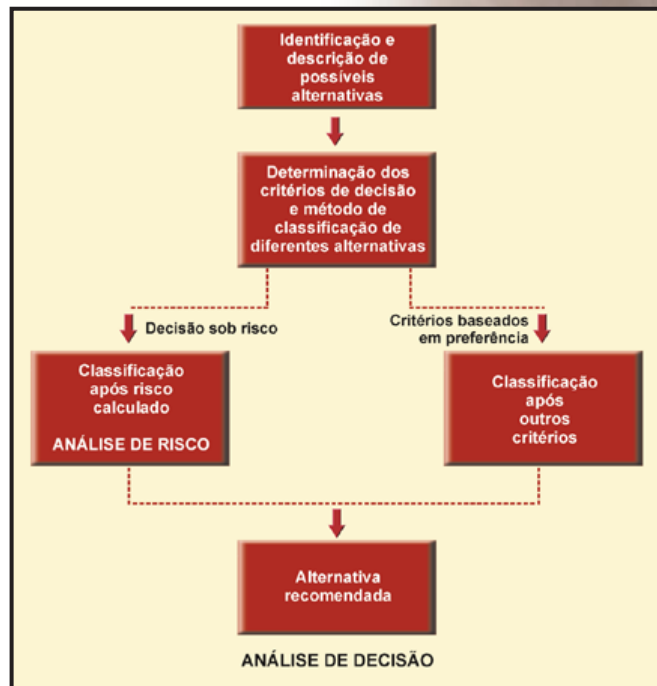 Identificação e
descrição de
possíveis
alternativas
Determinação dos
critérios de decisão
e método de
classificação de
diferentes alternativas
Decisão sob risco
Critérios baseados
em preferência
Classificação
após risco
calculado
ANÁLISE DE RISCO
Classificação
após
outros
critérios
Alternativa
recomendada
ANÁLISE DE DECISÃO